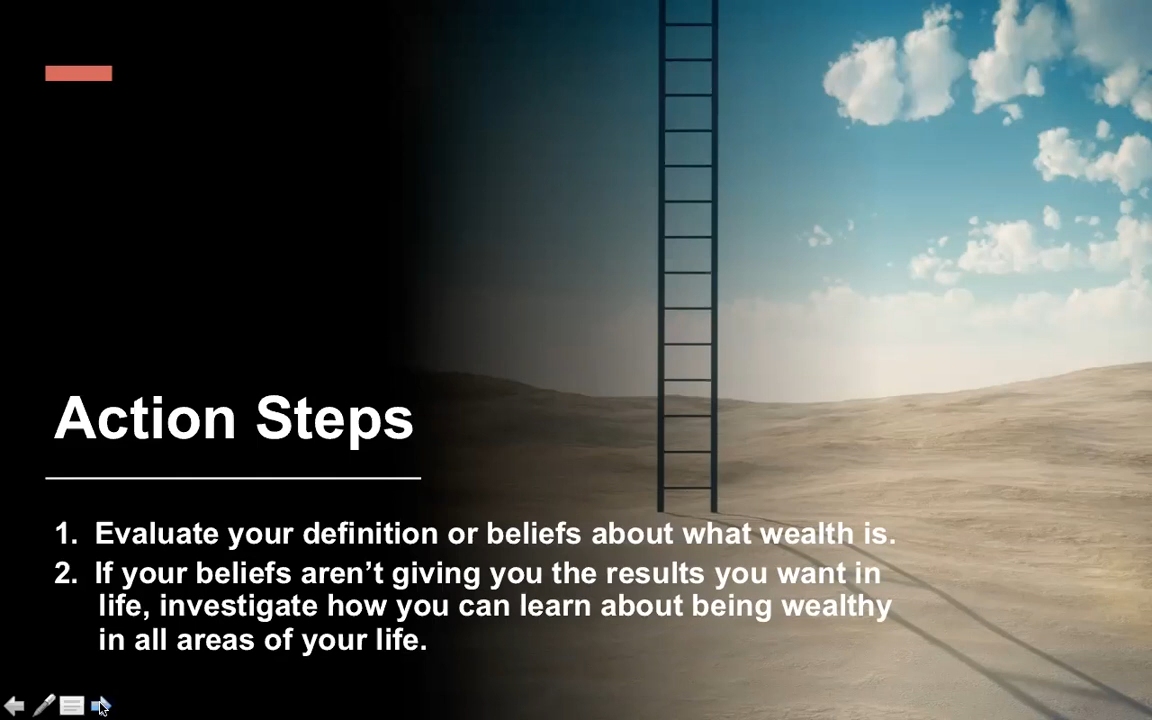 Action Steps
1. Evaluate your definition or beliefs about what wealth is.
2. If your beliefs aren’t giving you the results you want in
life, investigate how you can learn about being wealthy
in all areas of your life.